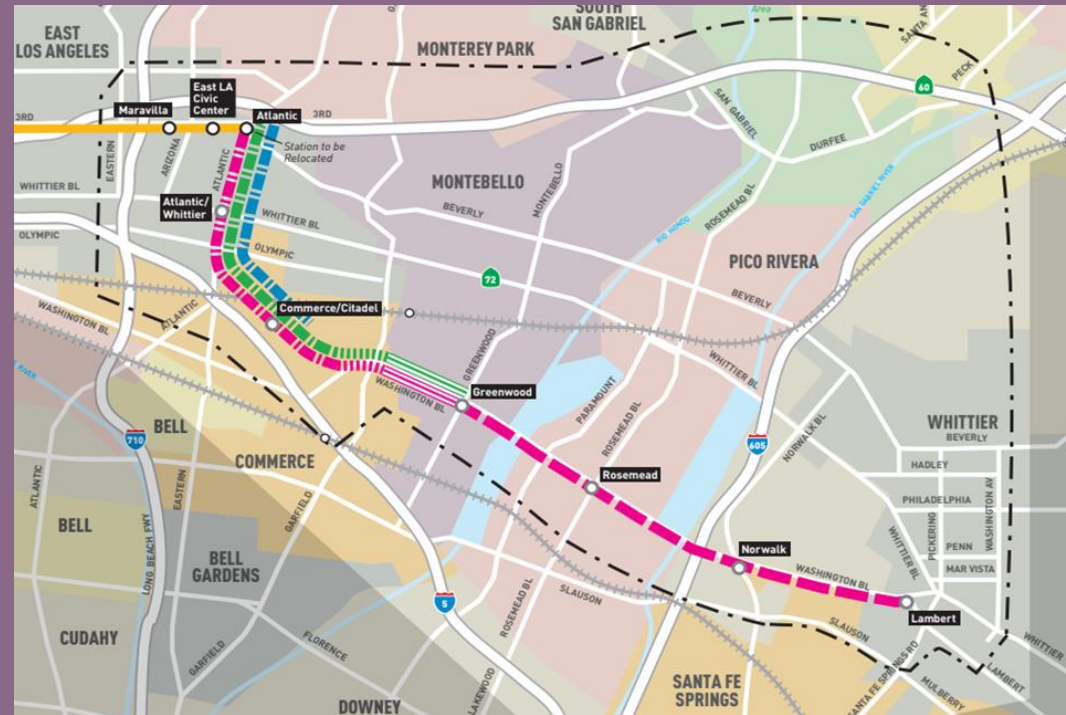 EAST
LOS ANGELES
SOUTH
SAN GABRIEL
Area
SANTA AN
MONTEREY PARK
PECK
60
East LA
Civic
Center
Maravilla
Atlantic
3RD
3RD
Station to be
Relocated
SAN GABRIEL
DURFEE
EASTERN
ARIZONA
ATLANTIC
WHITTIER BL
MONTEBELLO
MONTEBELLO
ROSEMEAD BL
SAN GABRIEL RIVER
Atlantic/
Whittier
BEVERLY
WHITTIER BL
RIO HONDO
OLYMPIC
OLYMPIC
PICO RIVERA
72
BEVERLY
Commerce/Citadel
WASHINGTON BL
ATLANTIC
GREENWOOD
WHITTIER BL
RIVER
WASHINGTON BL
Greenwood
PARAMOUNT
ROSEMEAD BL
NORWALK BL
WHITTIER
BEVERLY
710
BELL
605
COMMERCE
HADLEY
ATLANTIC
EASTERN
GARFIELD
Rosemead
PHILADELPHIA
WASHINGTON AV
PICKERING
BELL
LONG BEACH FWY
PENN
BELL
GARDENS
Norwalk
WHITTIER BL
MAR VISTA
WASHINGTON BL
SLAUSON
5
ROSEMEAD BL
Lambert
CUDAHY
GARFIELD
FLORENCE
SLAUSON
WHITTIER
LAMBERT
SANTA FE
SPRINGS
SANTA FE SPRINGS RD
MULBERRY
DOWNEY
LAKEWOOD